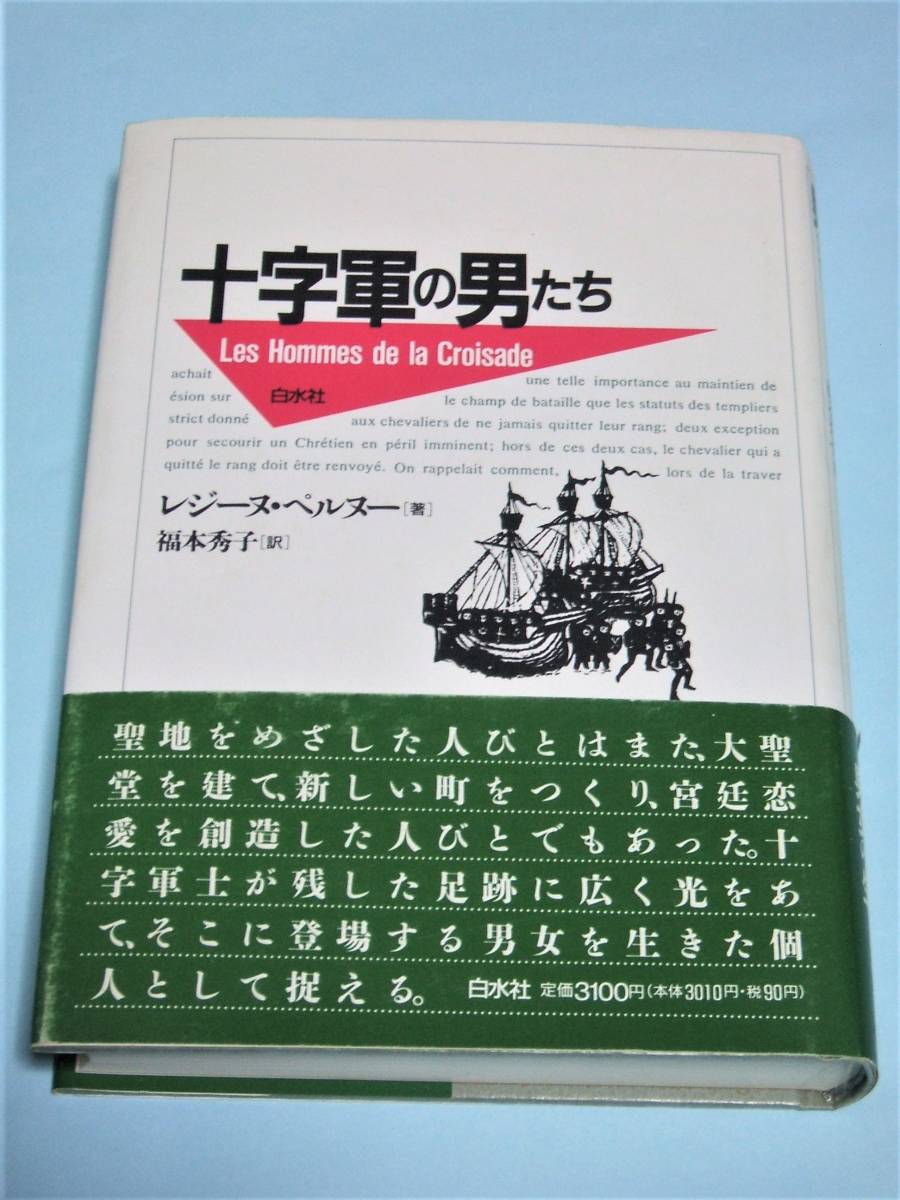 十字軍の男たち
Les Hommes de la Croisade
白水社
achait une telle importance au maintien de
ésion sur le champ de bataille que les statuts des templiers
strict donné aux chevaliers de ne jamais quitter leur rang; deux exception
pour secourir un Chrétien en péril imminent; hors de ces deux cas, le chevalier qui a
quitté le rang doit être renvoyé. On rappelait comment, lors de la traver
レジーヌ・ペルヌー[著]
福本秀子[訳]
聖地をめざした人びとはまた、大聖
堂を建て、新しい町をつくり、宮廷恋
愛を創造した人びとでもあった。十
字軍士が残した足跡に広く光をあ
て、そこに登場する男女を生きた個
人として捉える。 白水社 定価3100円(本体3010円・税90円)